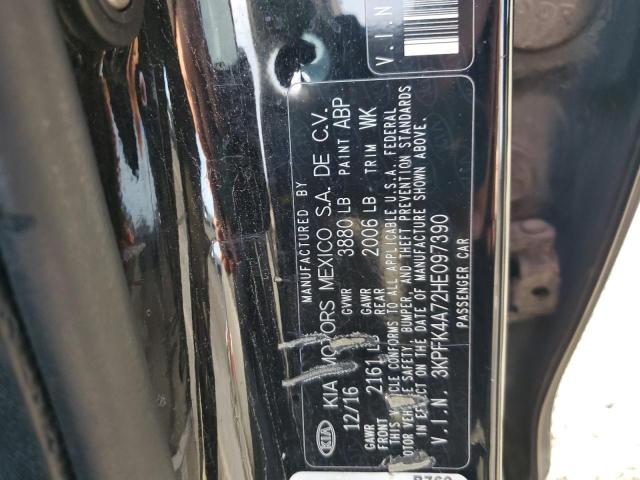 V.I.N
MANUFACTURED BY
KIA KIA MOTORS MEXICO S.A. DE C.V.
12/16 GVWR 3880 LB PAINT ABP
GAWR FRONT 2161 LB GAWR REAR 2006 LB TRIM WK
THIS VEHICLE CONFORMS TO ALL APPLICABLE U.S.A. FEDERAL
MOTOR VEHICLE SAFETY, BUMPER, AND THEFT PREVENTION STANDARDS
IN EFFECT ON THE DATE OF MANUFACTURE SHOWN ABOVE.
V.I.N. 3KPFK4A72HE097390
PASSENGER CAR